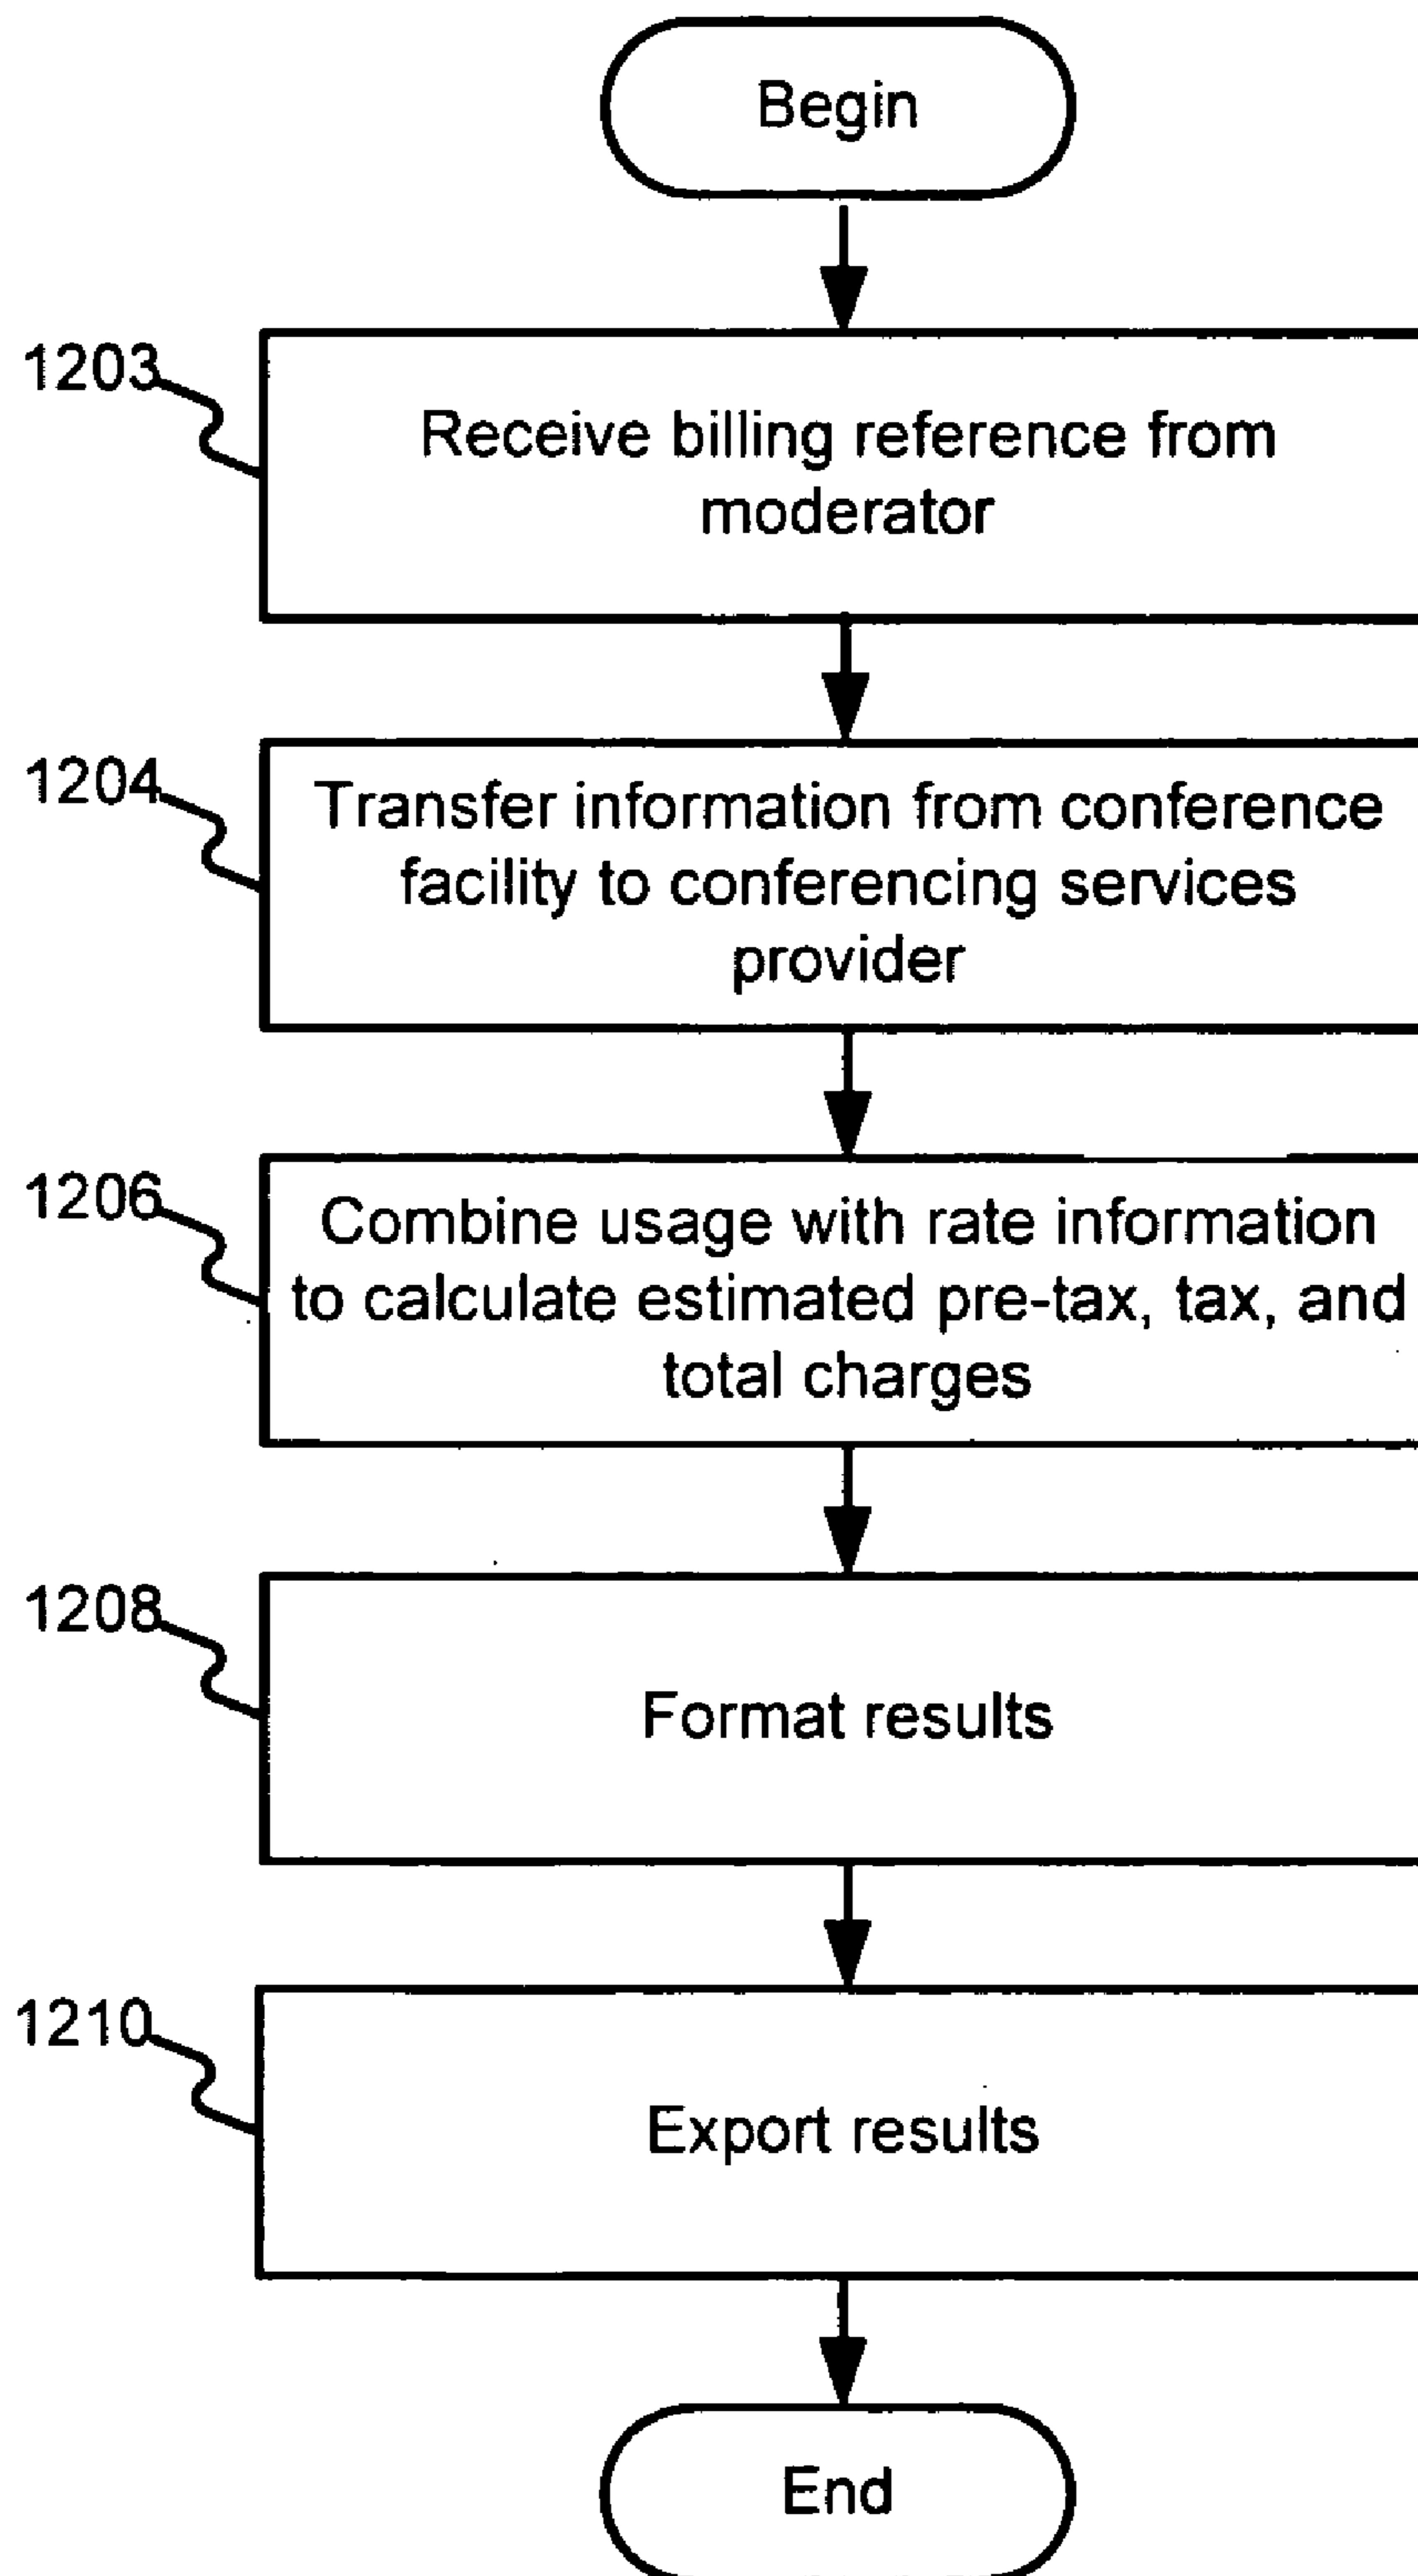 Begin
1203
Receive billing reference from
moderator
1204
Transfer information from conference
facility to conferencing services
provider
1206
Combine usage with rate information
to calculate estimated pre-tax, tax, and
total charges
1208
Format results
1210
Export results
End